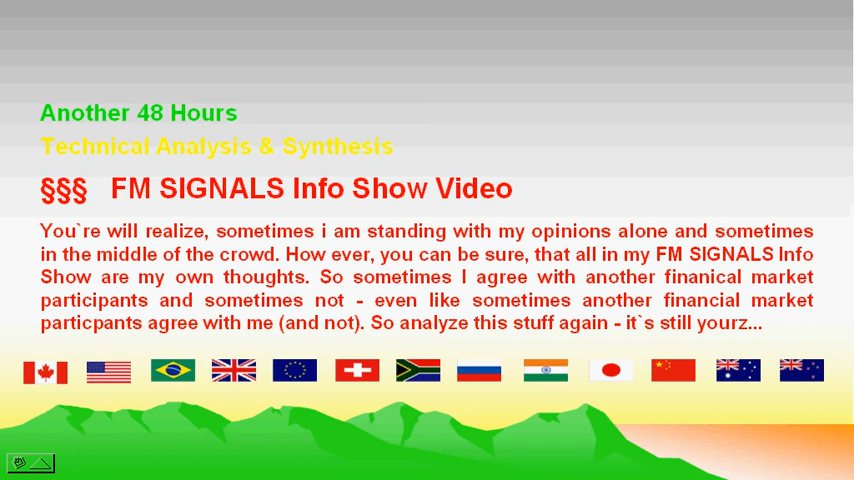 Another 48 Hours
Technical Analysis & Synthesis
§§§ FM SIGNALS Info Show Video
You`re will realize, sometimes i am standing with my opinions alone and sometimes
in the middle of the crowd. How ever, you can be sure, that all in my FM SIGNALS Info
Show are my own thoughts. So sometimes I agree with another finanical market
participants and sometimes not - even like sometimes another financial market
particpants agree with me (and not). So analyze this stuff again - it`s still yourz...